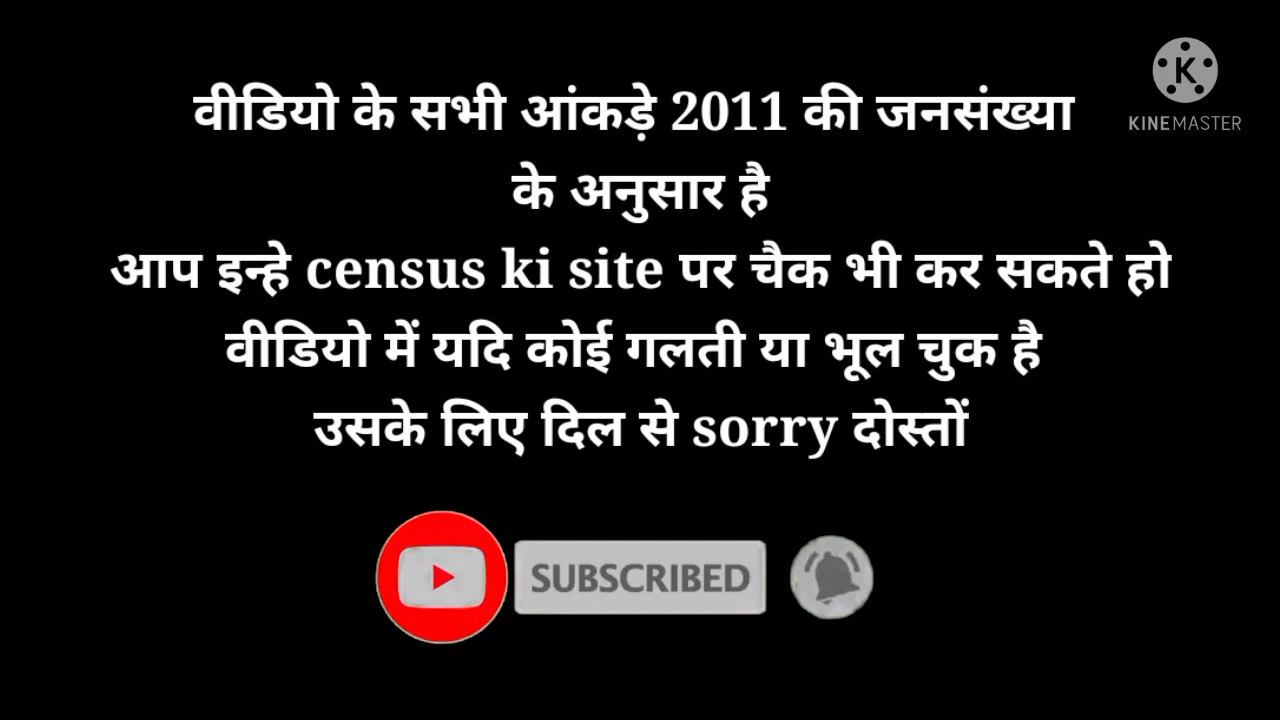 K
KINEMASTER
वीडियो के सभी आंकड़े 2011 की जनसंख्या
के अनुसार है
आप इन्हे census ki site पर चैक भी कर सकते हो
वीडियो में यदि कोई गलती या भूल चुक है
उसके लिए दिल से sorry दोस्तों
SUBSCRIBED